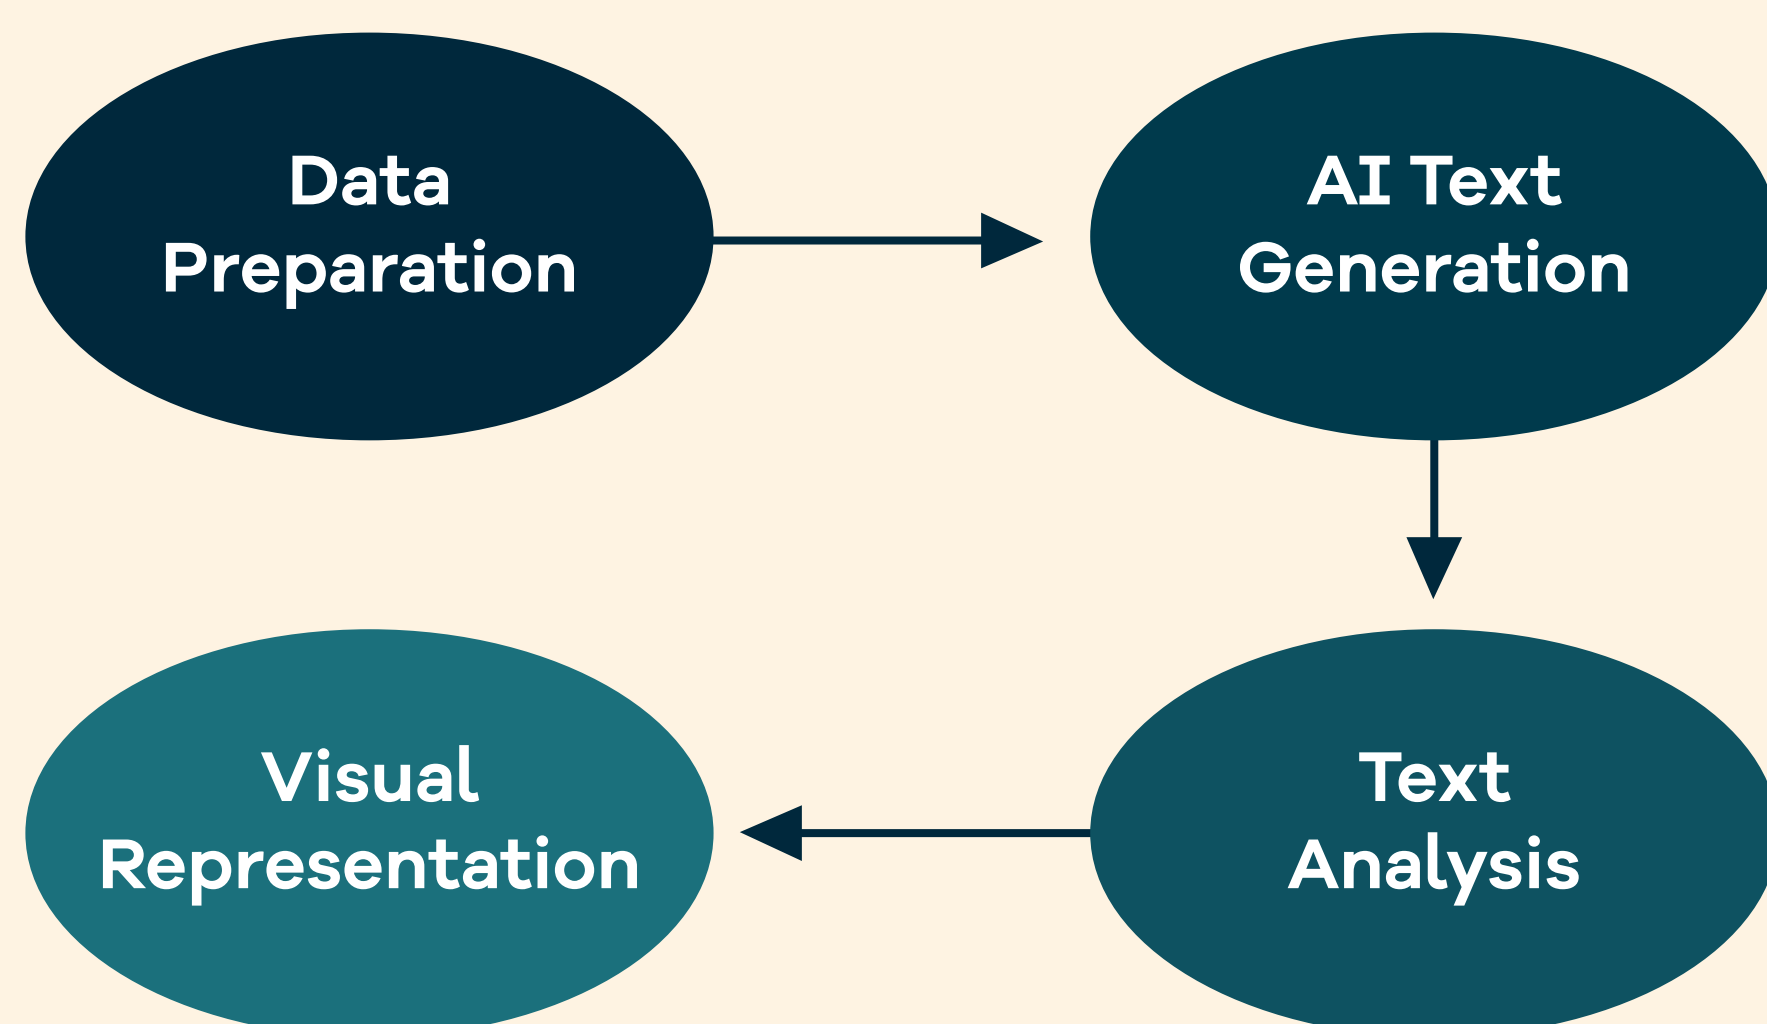 Data
Preparation
AI Text
Generation
Text
Analysis
Visual
Representation